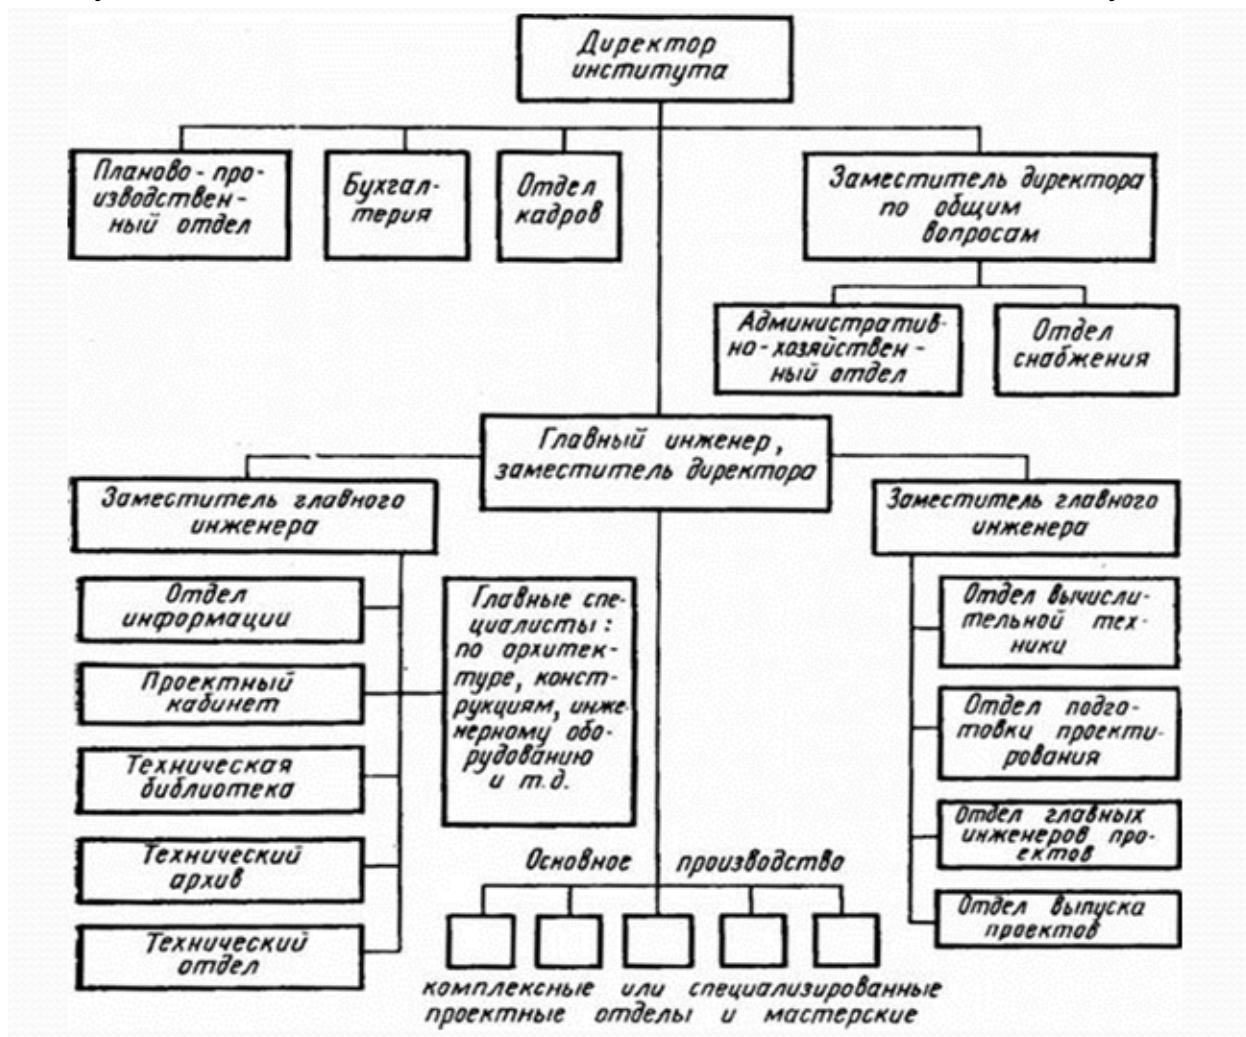 Директор
института
Планово-про-
изводствен-
ный отдел
Бухгал-
терия
Отдел
кадров
Заместитель директора
по общим
вопросам
Административ-
но-хозяйствен-
ный отдел
Отдел
снабжения
Главный инженер,
заместитель директора
Заместитель главного
инженера
Отдел
информации
Проектный
кабинет
Техническая
библиотека
Технический
архив
Технический
отдел
Главные спе-
циалисты:
по архитек-
туре, конст-
рукциям, инже-
нерному обо-
рудованию
и т.д.
Заместитель главного
инженера
Отдел вычисли-
тельной тех-
ники
Отдел подго-
товки проекти-
рования
Отдел главных
инженеров про-
ектов
Отдел выпуска
проектов
Основное производство
комплексные или специализированные
проектные отделы и мастерские